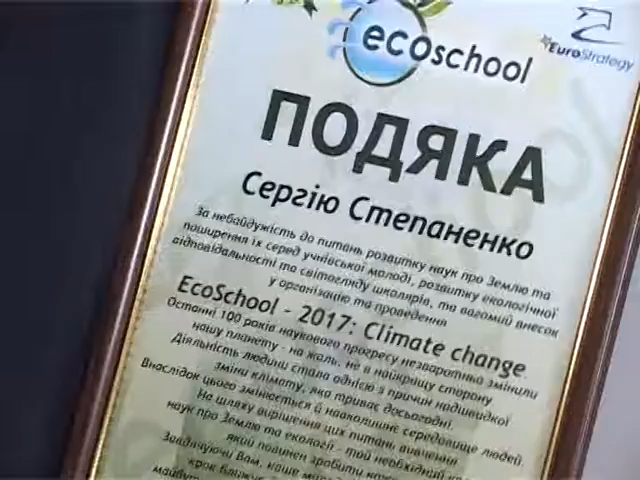 ecoschool
EuroStrategy
ПОДЯКА
Сергію Степаненко
За небайдужість до питань розвитку наук про Землю та
поширення їх серед учнівської молоді, розвитку екологічної
відповідальності та світогляду школярів, та вагомий внесок
у організацію та проведення
EcoSchool - 2017: Climate change.
Останні 100 років наукового прогресу незворотньо змінили
нашу планету - на жаль, не в найкращу сторону.
Діяльність людини стала однією з причин надшвидкої
зміни клімату, яка триває досьогодні.
Внаслідок цього змінюється й навколишнє середовище людей.
На шляху вирішення цих питань вивчення
наук про Землю та екології - той необхідний
який повинен зробити
Завдячуючи Вам, наше
крок ближче